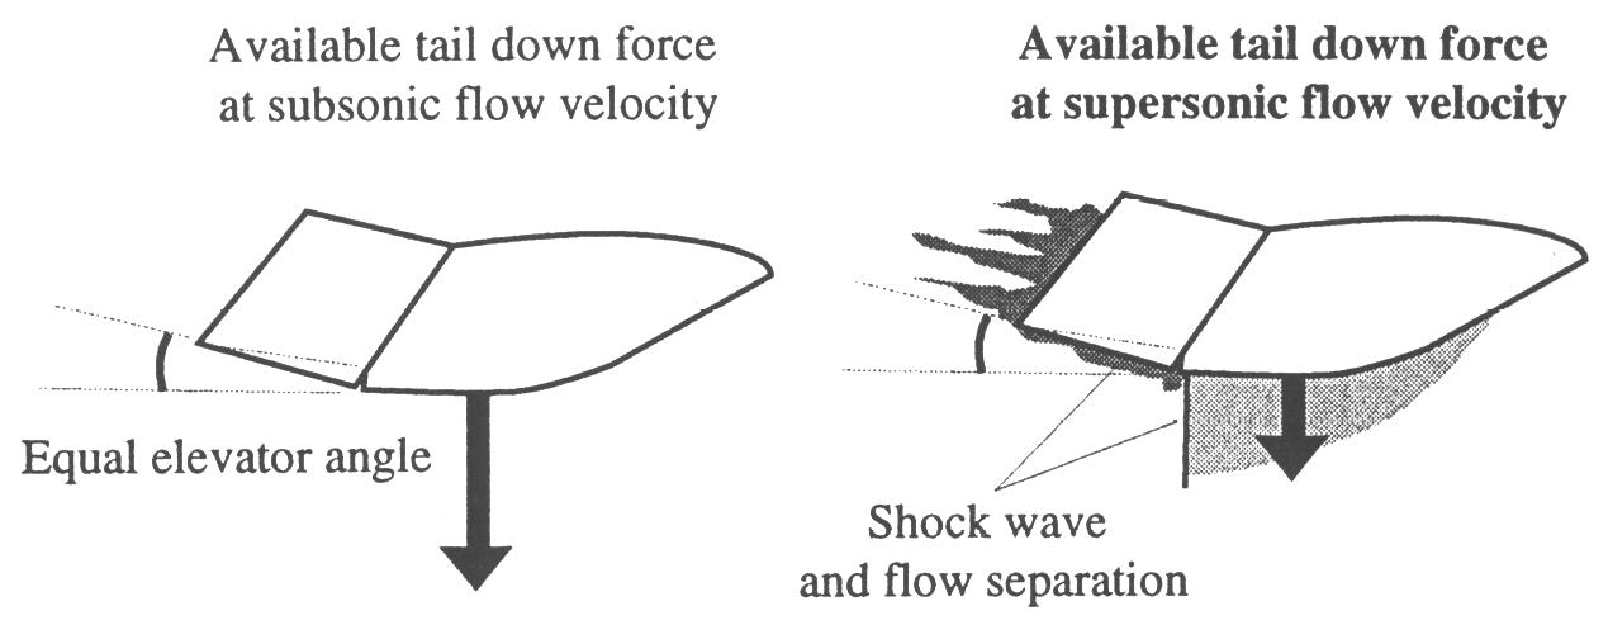 Available tail down force
at subsonic flow velocity
Available tail down force
at supersonic flow velocity
Equal elevator angle
Shock wave
and flow separation